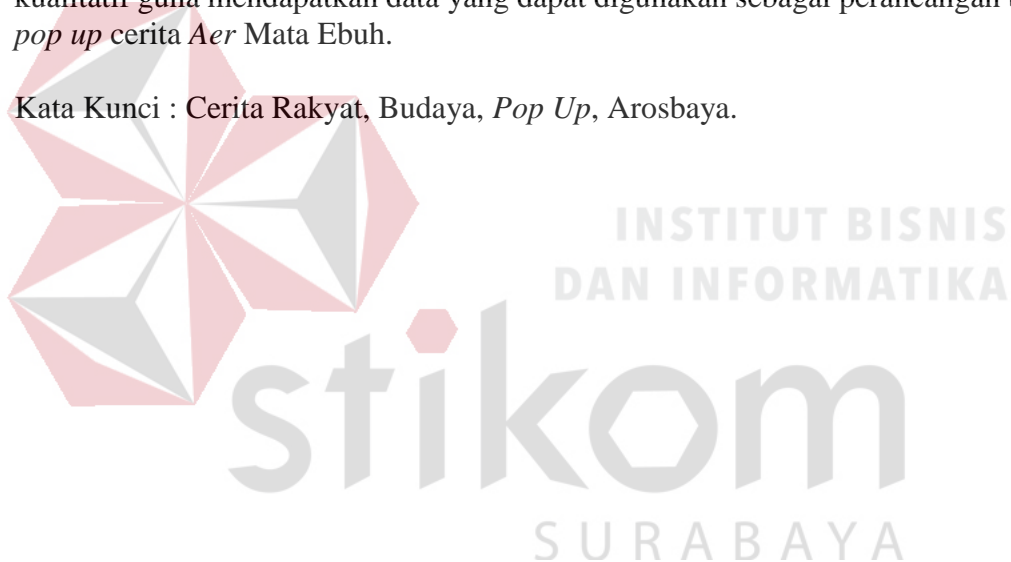 kualitatif guna mendapatkan data yang dapat digunakan sebagai perancangan
pop up cerita Aer Mata Ebuh.
Kata Kunci : Cerita Rakyat, Budaya, Pop Up, Arosbaya.
INSTITUT BISNIS
DAN INFORMATIKA
stikom
SURABAYA